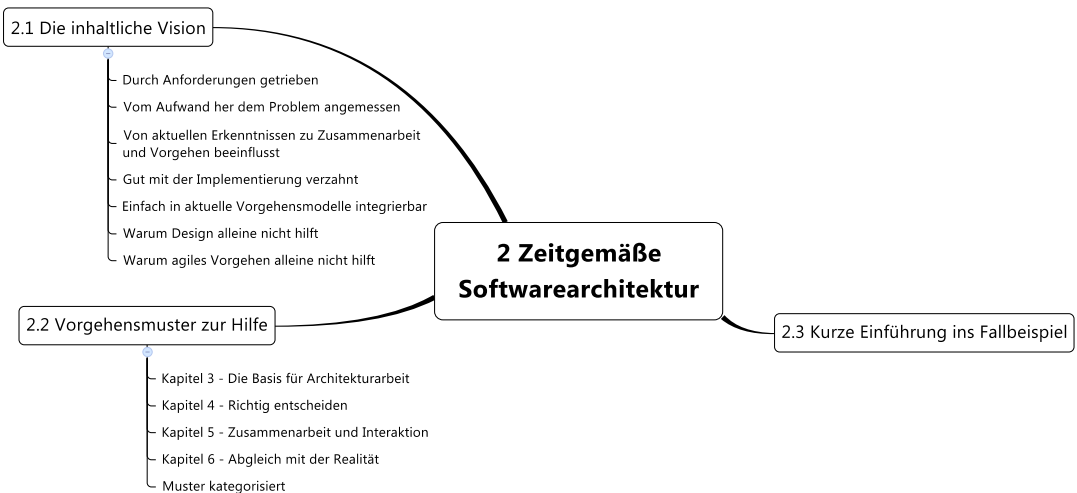 2.1 Die inhaltliche Vision
Durch Anforderungen getrieben
Vom Aufwand her dem Problem angemessen
Von aktuellen Erkenntnissen zu Zusammenarbeit
und Vorgehen beeinflusst
Gut mit der Implementierung verzahnt
Einfach in aktuelle Vorgehensmodelle integrierbar
Warum Design alleine nicht hilft
Warum agiles Vorgehen alleine nicht hilft
2 Zeitgemäße
Softwarearchitektur
2.2 Vorgehensmuster zur Hilfe
Kapitel 3 - Die Basis für Architekturarbeit
Kapitel 4 - Richtig entscheiden
Kapitel 5 - Zusammenarbeit und Interaktion
Kapitel 6 - Abgleich mit der Realität
Muster kategorisiert
2.3 Kurze Einführung ins Fallbeispiel